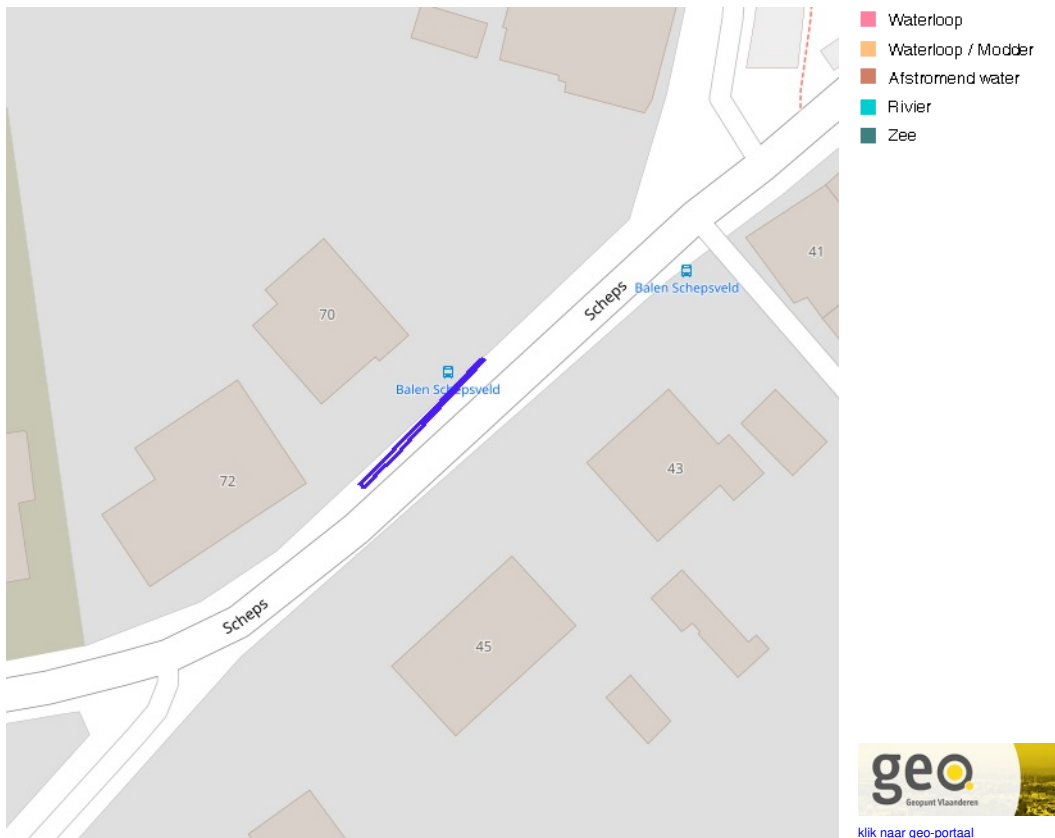 Waterloop
Waterloop / Modder
Afstromend water
Rivier
Zee
41
Balen Schepsveld
Scheps
70
Balen Schepsveld
43
72
Scheps
45
geo
Geopunt Vlaanderen
klik naar geo-portaal